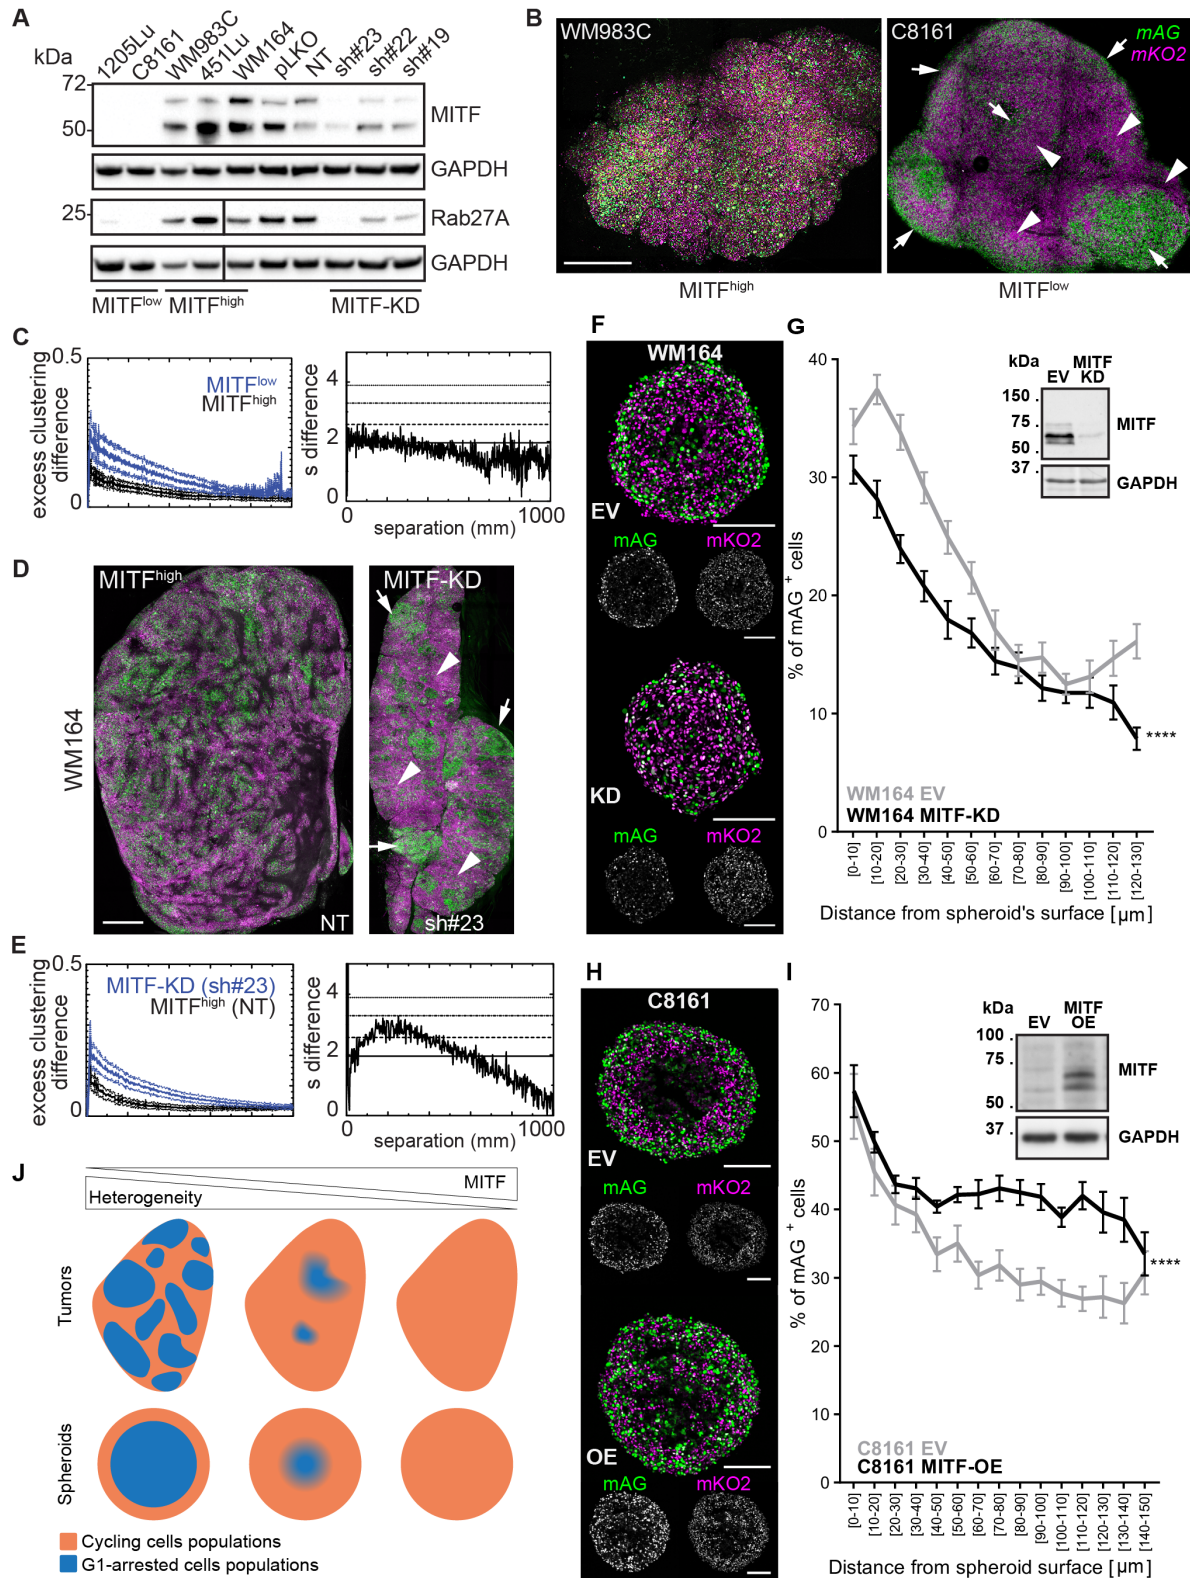 A
kDa
1205Lu
C8161
WM983C
451Lu
WM164
pLKO
NT
sh#23
sh#22
sh#19
72
50
MITF
GAPDH
25
Rab27A
GAPDH
MITFlow
MITFhigh
MITF-KD
B
WM983C
C8161
mAG
mKO2
MITFhigh
MITFlow
C
0.5
0
excess clustering
difference
MITFlow
MITFhigh
4
2
0
s difference
0
1000
separation (mm)
D
MITFhigh
MITF-KD
WM164
NT
sh#23
E
0.5
0
excess clustering
difference
MITF-KD (sh#23)
MITFhigh (NT)
4
2
0
s difference
0
1000
separation (mm)
F
WM164
EV
mAG
mKO2
KD
mAG
mKO2
G
40
30
20
10
0
% of mAG + cells
kDa
EV
MITF
KD
150
75
50
37
MITF
GAPDH
****
WM164 EV
WM164 MITF-KD
[0-10]
[10-20]
[20-30]
[30-40]
[40-50]
[50-60]
[60-70]
[70-80]
[80-90]
[90-100]
[100-110]
[110-120]
[120-130]
Distance from spheroid's surface [µm]
H
C8161
EV
mAG
mKO2
OE
mAG
mKO2
I
70
60
50
40
30
20
10
0
% of mAG + cells
kDa
EV
MITF
OE
100
75
50
37
MITF
GAPDH
****
C8161 EV
C8161 MITF-OE
[0-10]
[10-20]
[20-30]
[30-40]
[40-50]
[50-60]
[60-70]
[70-80]
[80-90]
[90-100]
[100-110]
[110-120]
[120-130]
[130-140]
[140-150]
Distance from spheroid surface [µm]
J
MITF
Heterogeneity
Tumors
Spheroids
Cycling cells populations
G1-arrested cells populations